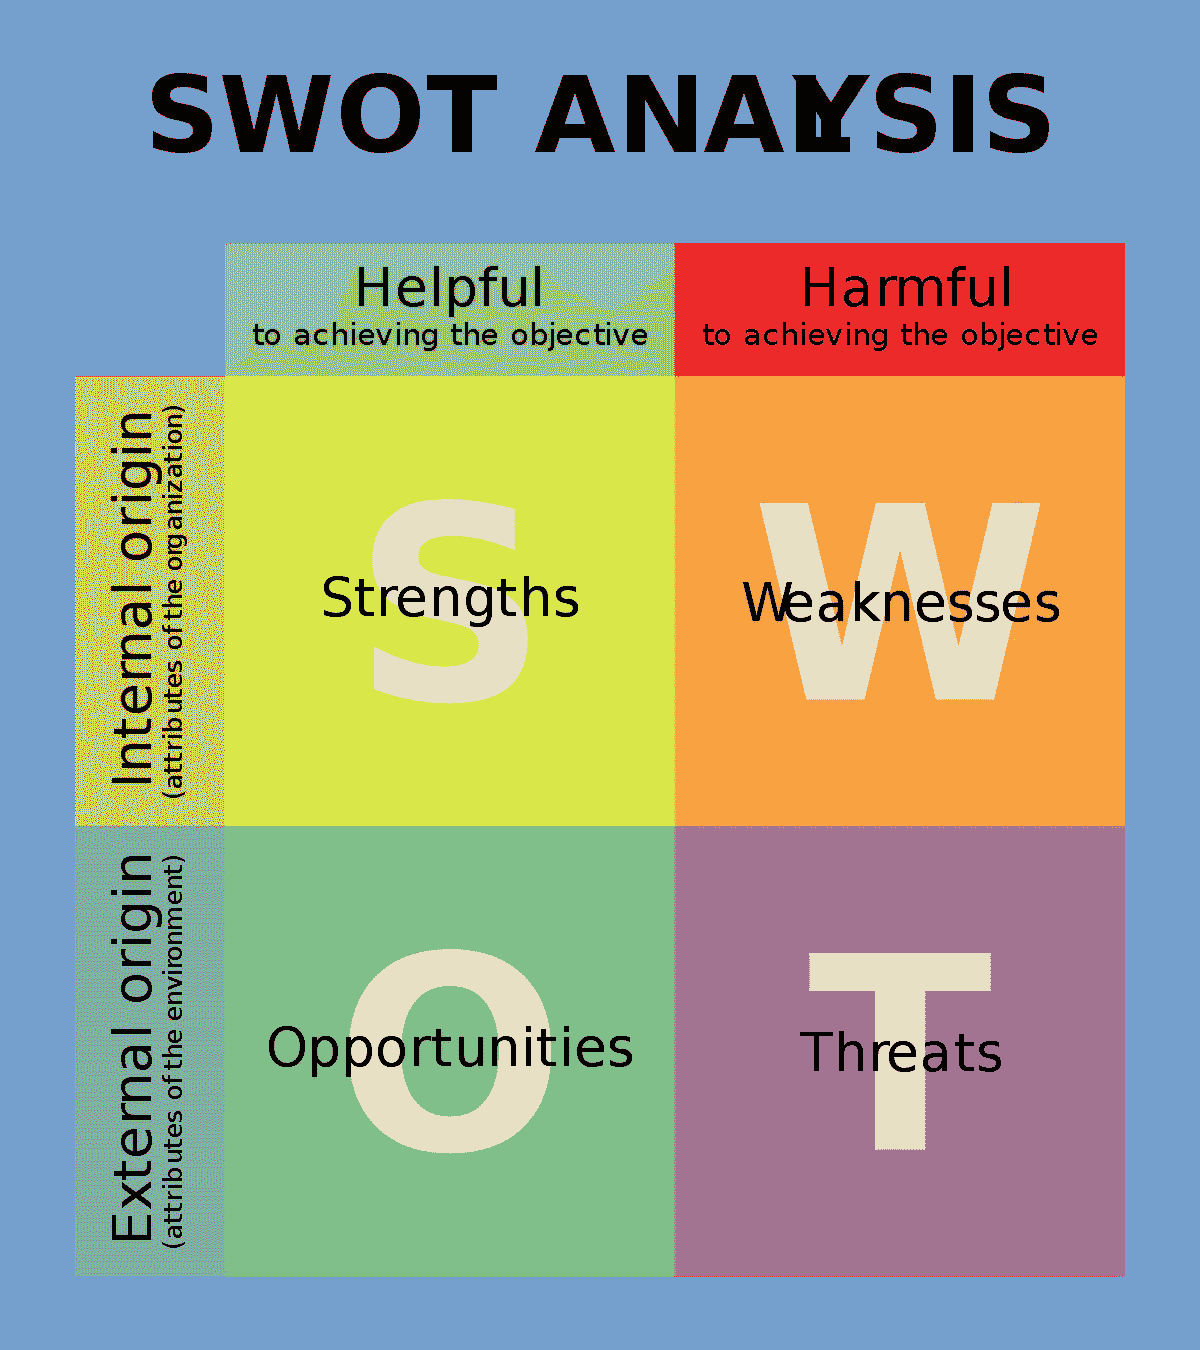 SWOT ANALYSIS
Helpful
to achieving the objective
Harmful
to achieving the objective
Internal origin
(attributes of the organization)
S
Strengths
W
Weaknesses
External origin
(attributes of the environment)
O
Opportunities
T
Threats